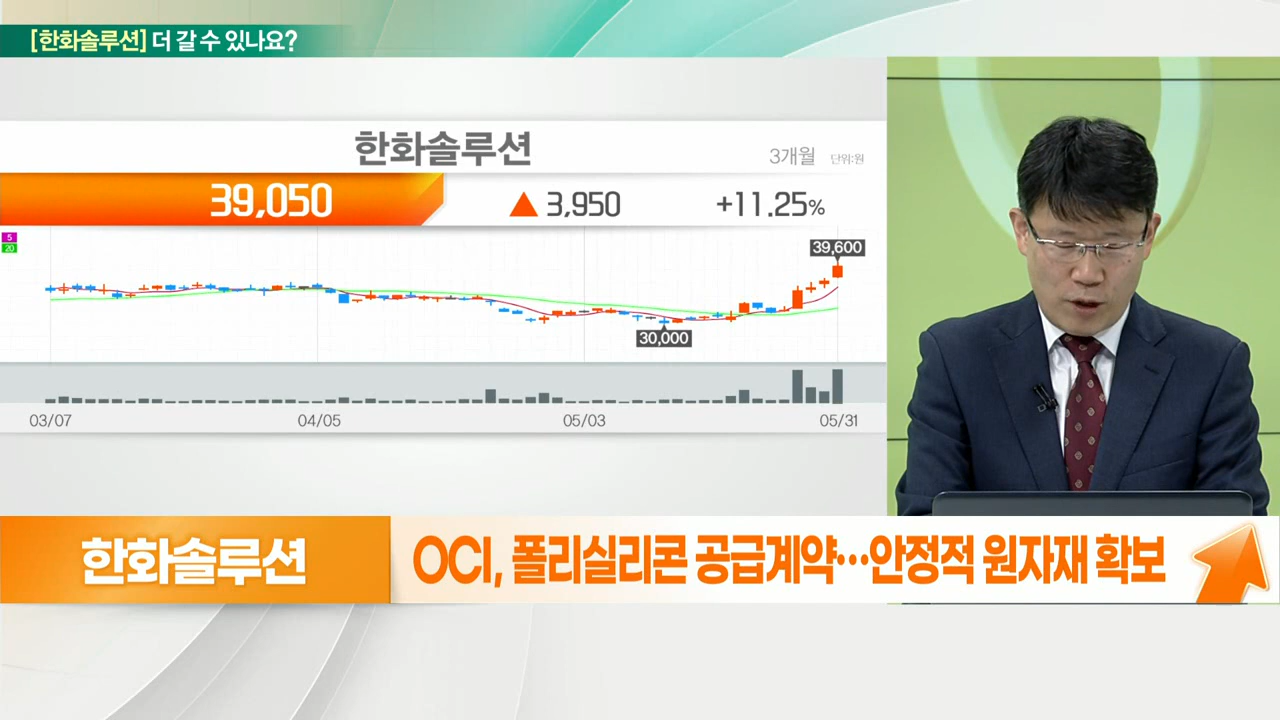 [한화솔루션] 더 갈 수 있나요?
한화솔루션
3개월 단위:원
39,050 ▲ 3,950 +11.25%
5
20
39,600
30,000
03/07 04/05 05/03 05/31
한화솔루션
OCI, 폴리실리콘 공급계약…안정적 원자재 확보